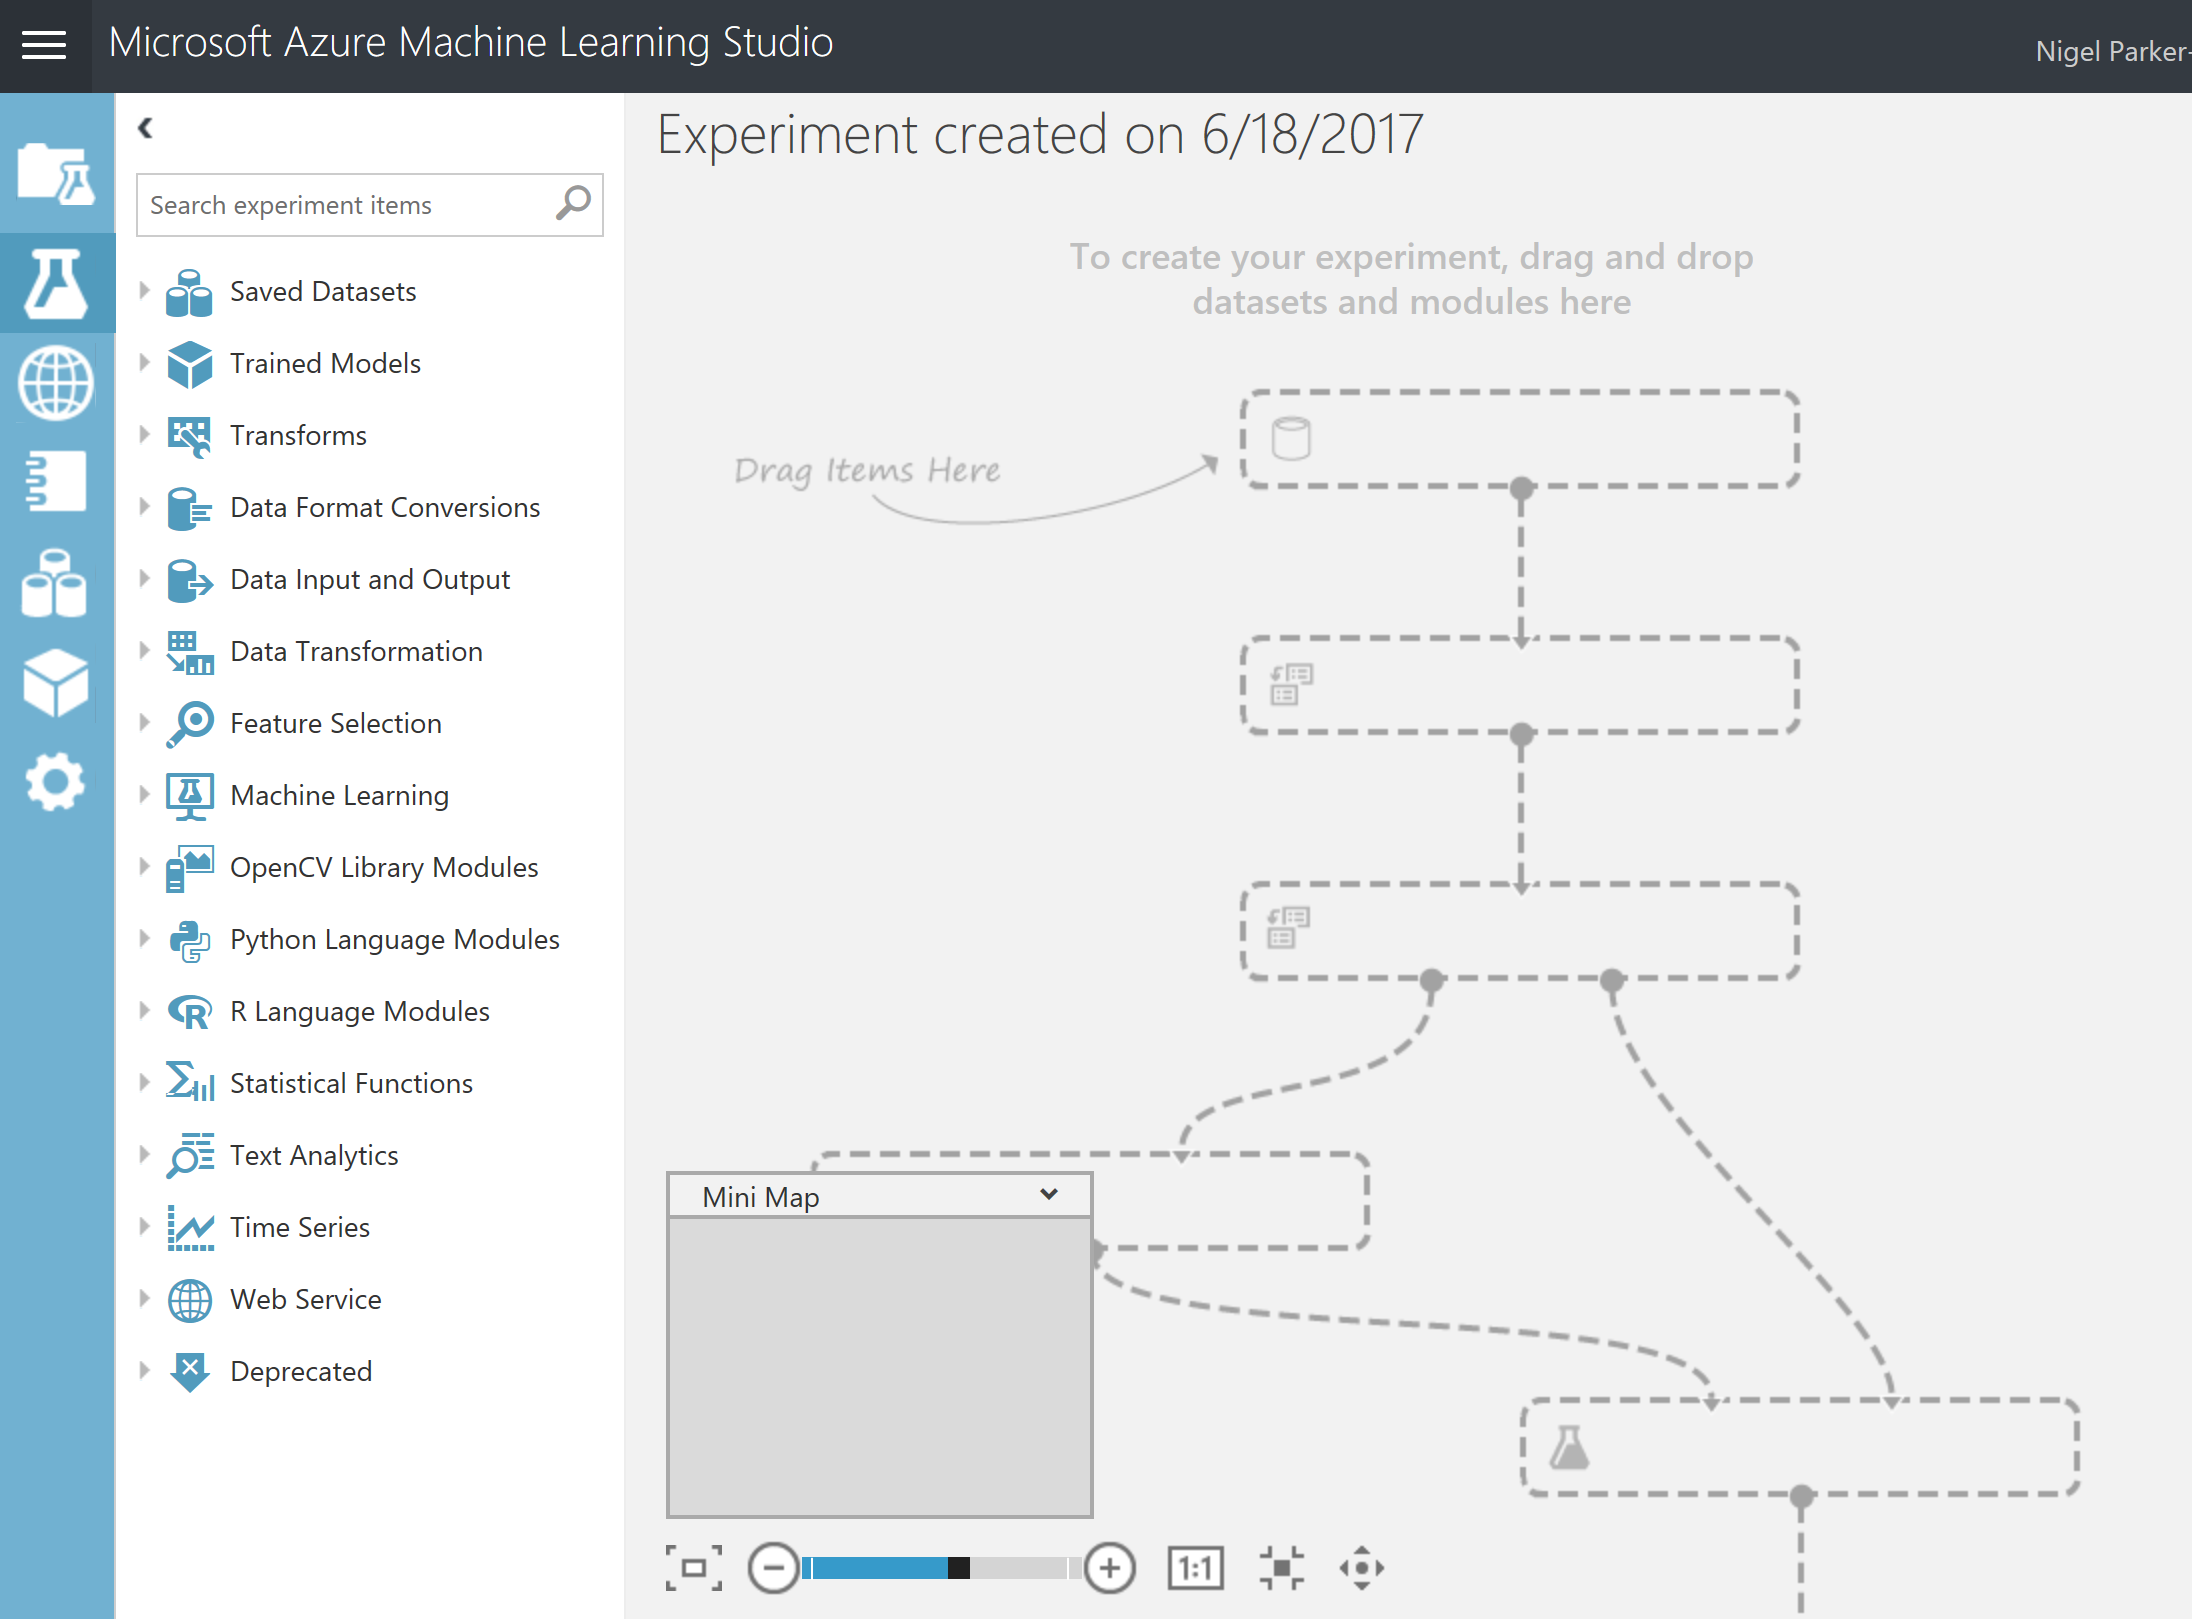 Microsoft Azure Machine Learning Studio
Nigel Parker-
Search experiment items
Saved Datasets
Trained Models
Transforms
Data Format Conversions
Data Input and Output
Data Transformation
Feature Selection
Machine Learning
OpenCV Library Modules
Python Language Modules
R Language Modules
Statistical Functions
Text Analytics
Time Series
Web Service
Deprecated
Experiment created on 6/18/2017
To create your experiment, drag and drop
datasets and modules here
Drag Items Here
Mini Map
1:1